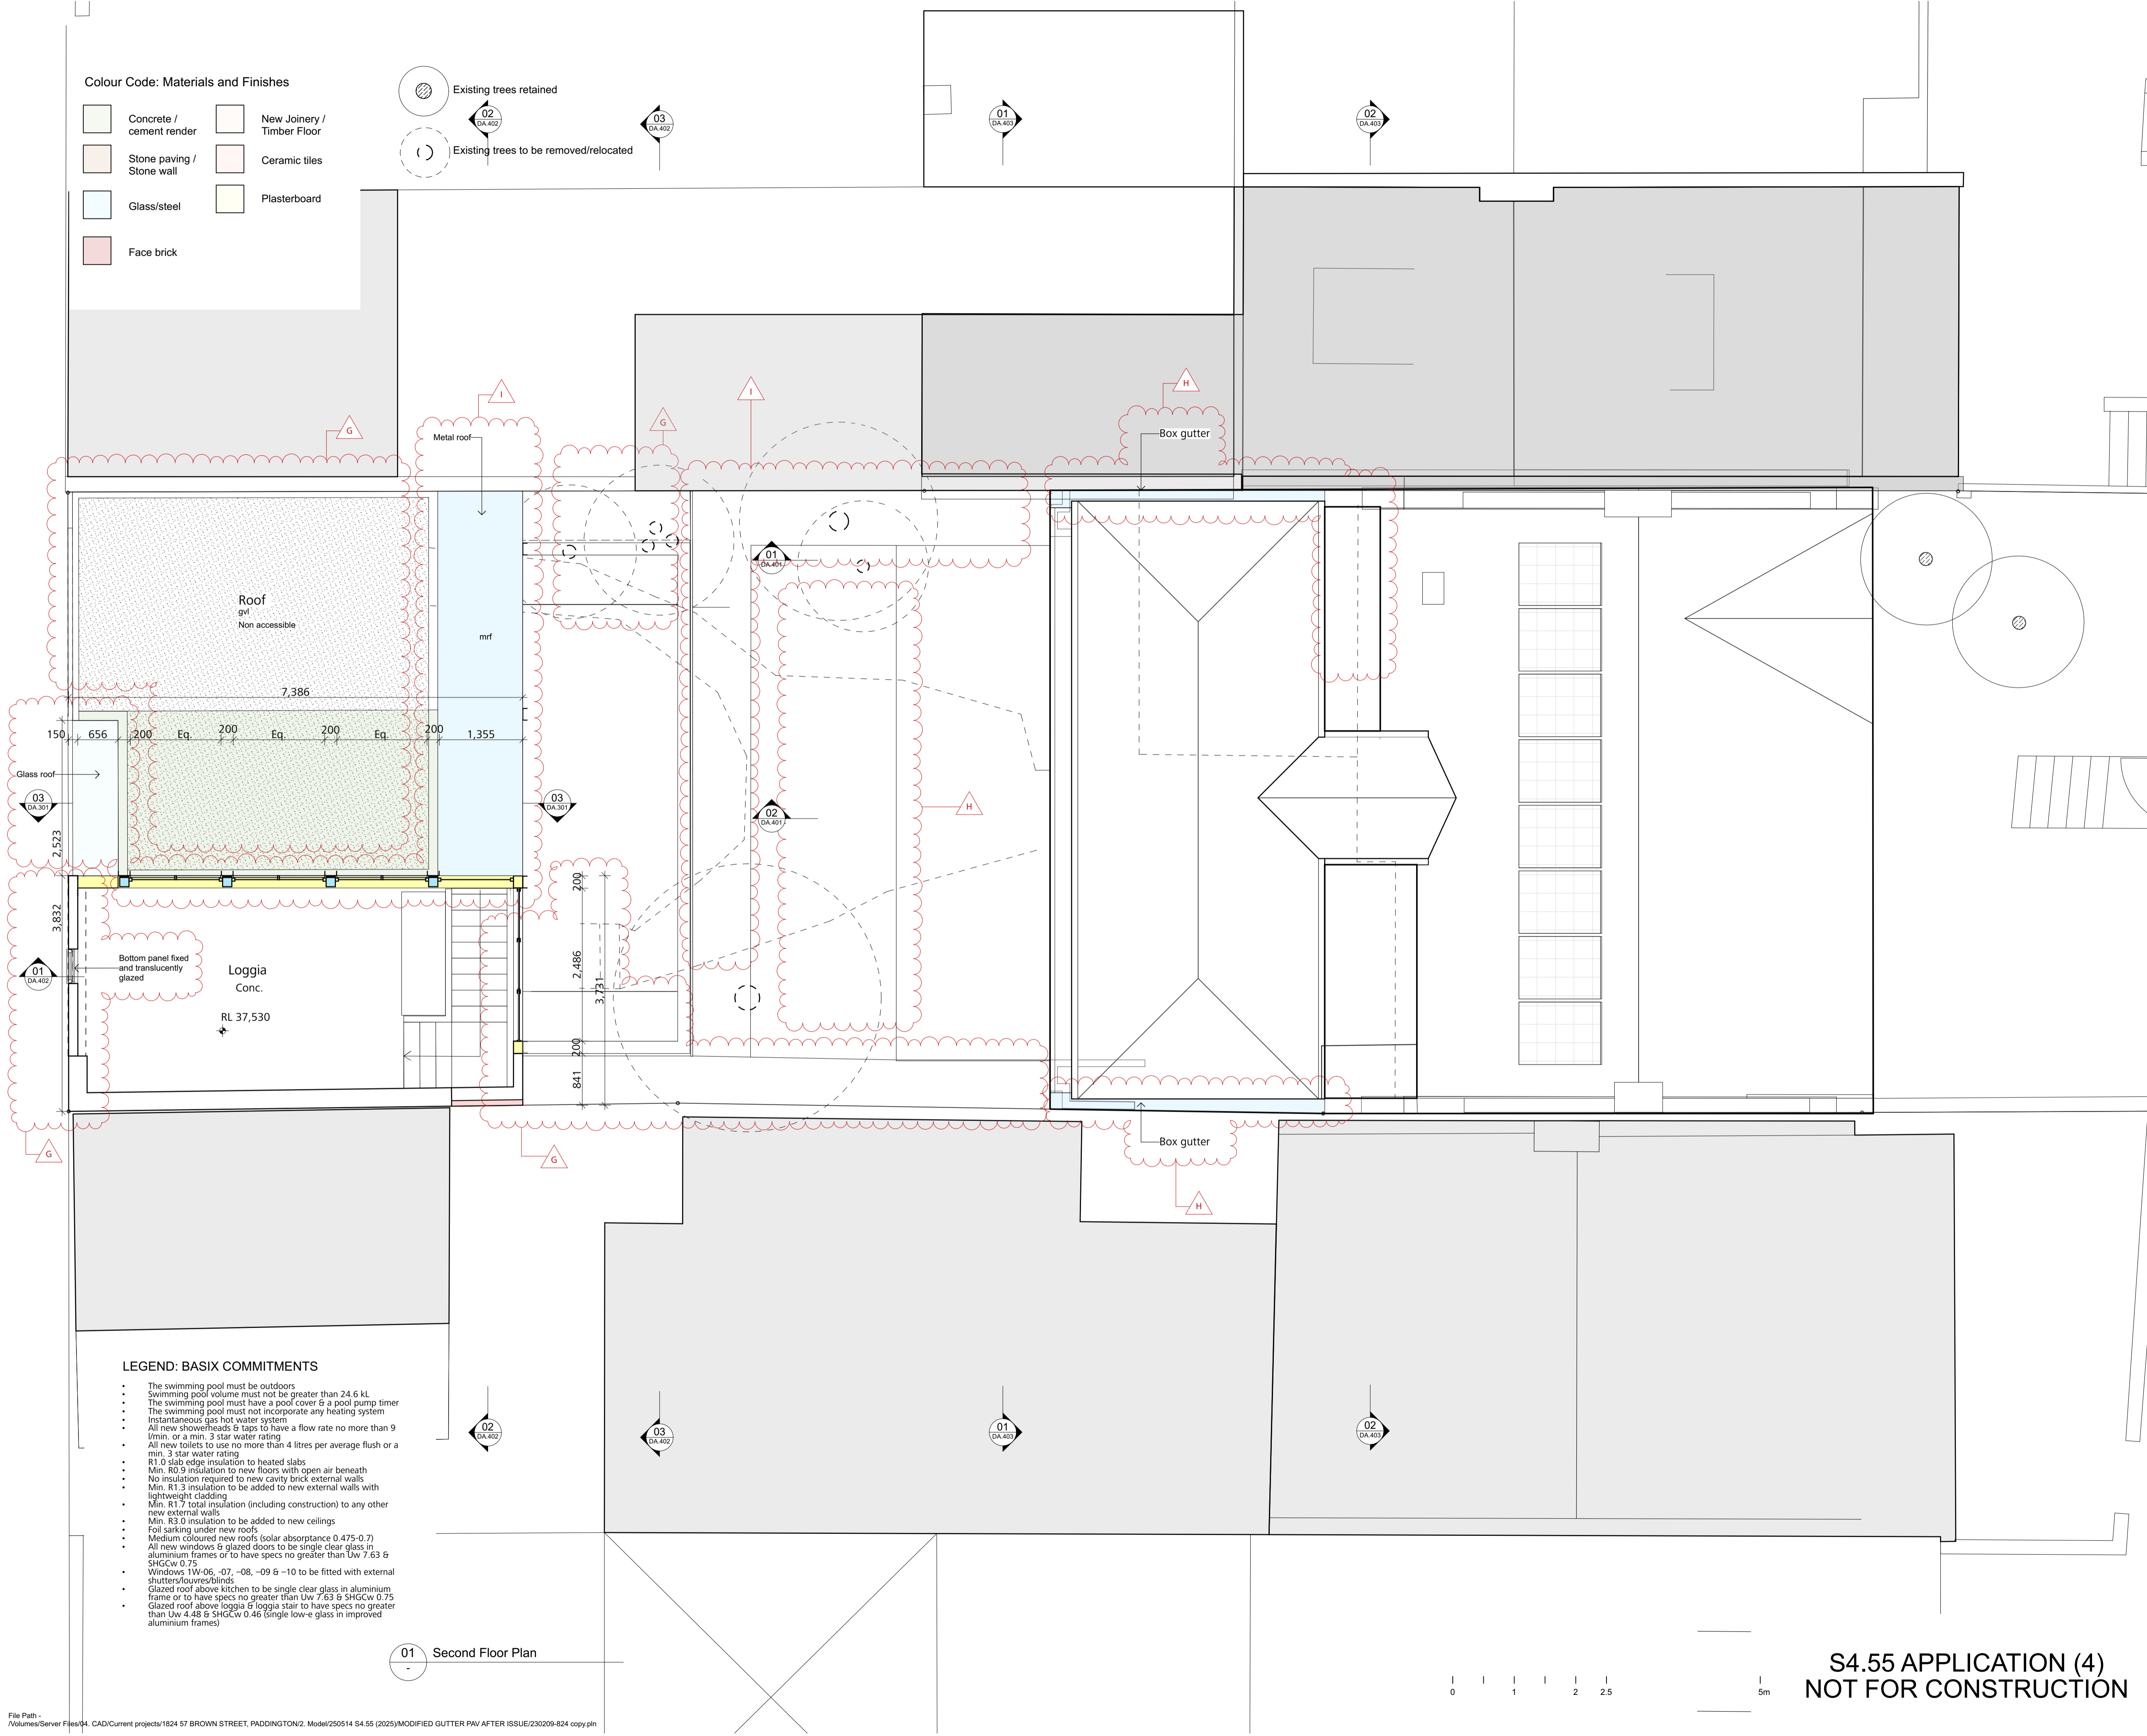 Colour Code: Materials and Finishes
Concrete /
cement render
New Joinery /
Timber Floor
Stone paving /
Stone wall
Ceramic tiles
Glass/steel
Plasterboard
Face brick
Existing trees retained
Existing trees to be removed/relocated
02
DA.402
03
DA.402
01
DA.403
02
DA.403
G
I
G
I
H
Metal roof
Box gutter
Roof
gvl
Non accessible
mrf
01
DA.401
7,386
150
656
200
Eq.
200
Eq.
200
Eq.
200
1,355
Glass roof
03
DA.301
03
DA.301
02
DA.401
H
2,523
3,832
200
2,486
3,731
200
841
Bottom panel fixed
and translucently
glazed
01
DA.402
Loggia
Conc.
RL 37,530
G
G
Box gutter
H
LEGEND: BASIX COMMITMENTS
• The swimming pool must be outdoors
• Swimming pool volume must not be greater than 24.6 kL
• The swimming pool must have a pool cover & a pool pump timer
• The swimming pool must not incorporate any heating system
• Instantaneous gas hot water system
• All new showerheads & taps to have a flow rate no more than 9
l/min. or a min. 3 star water rating
• All new toilets to use no more than 4 litres per average flush or a
min. 3 star water rating
• R1.0 slab edge insulation to heated slabs
• Min. R0.9 insulation to new floors with open air beneath
• No insulation required to new cavity brick external walls
• Min. R1.3 insulation to be added to new external walls with
lightweight cladding
• Min. R1.7 total insulation (including construction) to any other
new external walls
• Min. R3.0 insulation to be added to new ceilings
• Foil sarking under new roofs
• Medium coloured new roofs (solar absorptance 0.475-0.7)
• All new windows & glazed doors to be single clear glass in
aluminium frames or to have specs no greater than Uw 7.63 &
SHGCw 0.75
• Windows 1W-06, -07, –08, –09 & –10 to be fitted with external
shutters/louvres/blinds
• Glazed roof above kitchen to be single clear glass in aluminium
frame or to have specs no greater than Uw 7.63 & SHGCw 0.75
• Glazed roof above loggia & loggia stair to have specs no greater
than Uw 4.48 & SHGCw 0.46 (single low-e glass in improved
aluminium frames)
02
DA.402
03
DA.402
01
DA.403
02
DA.403
01
-
Second Floor Plan
0
1
2
2.5
5m
S4.55 APPLICATION (4)
NOT FOR CONSTRUCTION
File Path -
/Volumes/Server Files/04. CAD/Current projects/1824 57 BROWN STREET, PADDINGTON/2. Model/250514 S4.55 (2025)/MODIFIED GUTTER PAV AFTER ISSUE/230209-824 copy.pln